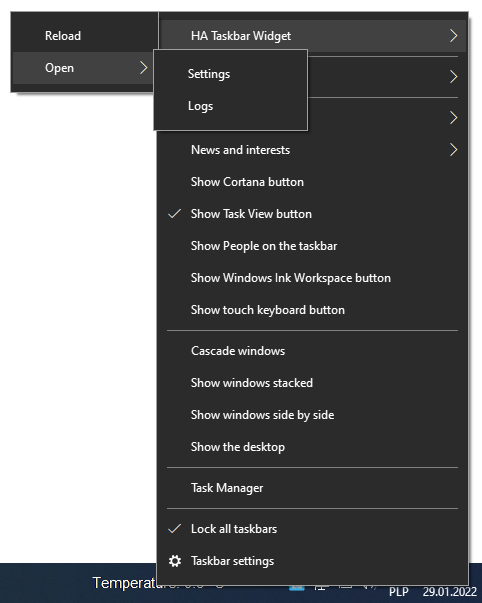 Reload
Open
Settings
Logs
HA Taskbar Widget
News and interests
Show Cortana button
Show Task View button
Show People on the taskbar
Show Windows Ink Workspace button
Show touch keyboard button
Cascade windows
Show windows stacked
Show windows side by side
Show the desktop
Task Manager
Lock all taskbars
Taskbar settings
Temperature:
PLP 29.01.2022